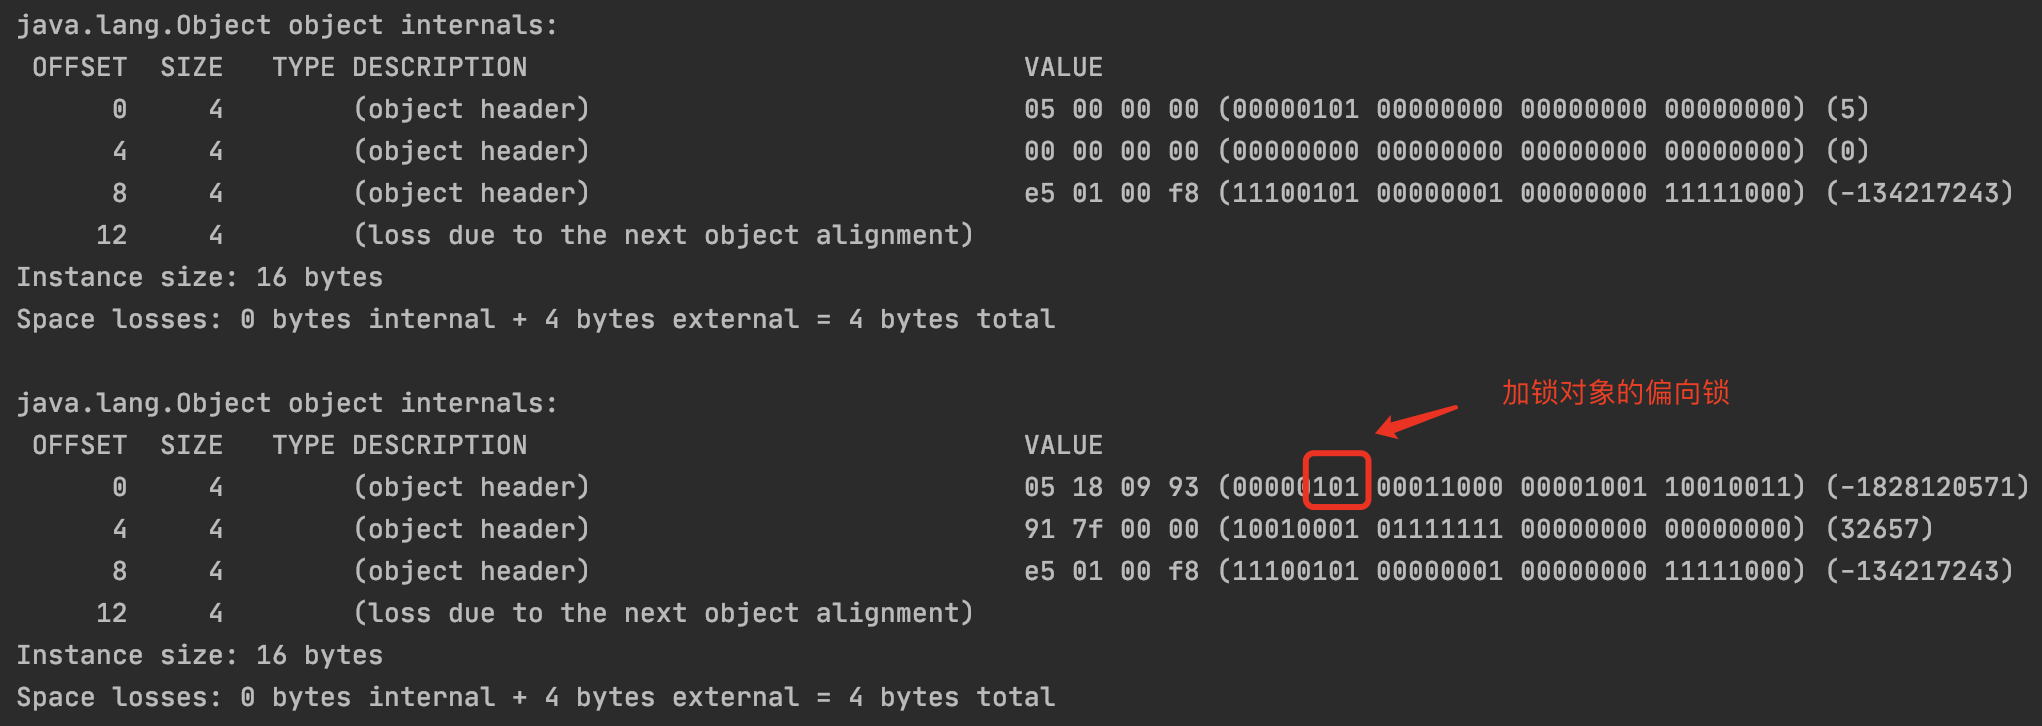 java.lang.Object object internals:
OFFSET SIZE TYPE DESCRIPTION VALUE
0 4 (object header) 05 00 00 00 (00000101 00000000 00000000 00000000) (5)
4 4 (object header) 00 00 00 00 (00000000 00000000 00000000 00000000) (0)
8 4 (object header) e5 01 00 f8 (11100101 00000001 00000000 11111000) (-134217243)
12 4 (loss due to the next object alignment)
Instance size: 16 bytes
Space losses: 0 bytes internal + 4 bytes external = 4 bytes total
加锁对象的偏向锁
java.lang.Object object internals:
OFFSET SIZE TYPE DESCRIPTION VALUE
0 4 (object header) 05 18 09 93 (00000101 00011000 00001001 10010011) (-1828120571)
4 4 (object header) 91 7f 00 00 (10010001 01111111 00000000 00000000) (32657)
8 4 (object header) e5 01 00 f8 (11100101 00000001 00000000 11111000) (-134217243)
12 4 (loss due to the next object alignment)
Instance size: 16 bytes
Space losses: 0 bytes internal + 4 bytes external = 4 bytes total